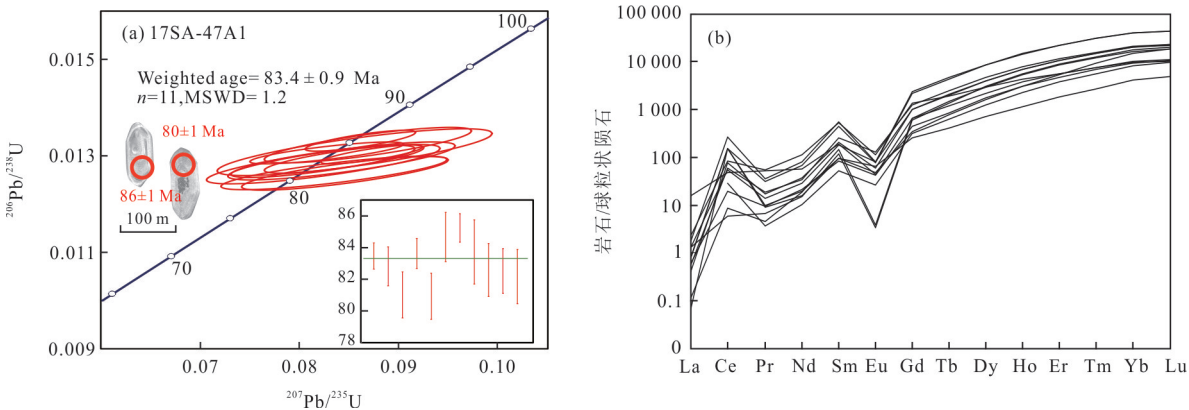 (a) 17SA-47A1
Weighted age= 83.4 ± 0.9 Ma
n=11,MSWD= 1.2
80±1 Ma
86±1 Ma
100 m
100
90
80
70
0.015
0.013
0.011
0.009
206Pb/238U
0.07
0.08
0.09
0.10
207Pb/235U
86
84
82
80
78
(b)
100 000
10 000
1 000
100
10
1
0.1
0
岩石/球粒状陨石
La Ce Pr Nd Sm Eu Gd Tb Dy Ho Er Tm Yb Lu